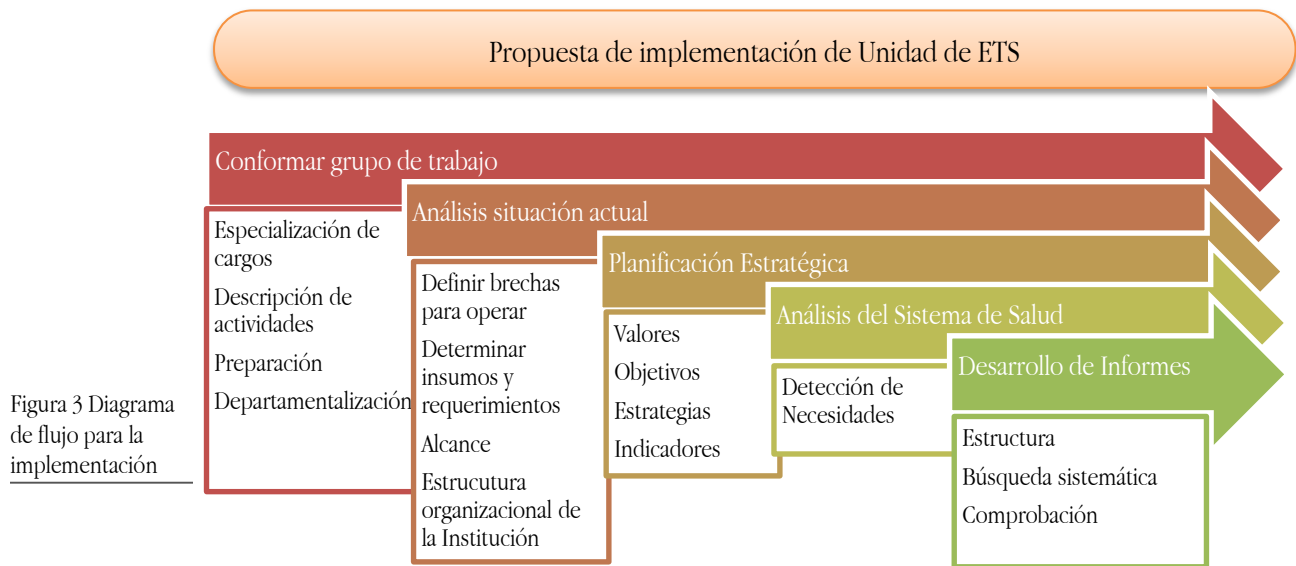 Propuesta de implementación de Unidad de ETS
Conformar grupo de trabajo
Especialización de
cargos
Descripción de
actividades
Preparación
Departamentalización
Análisis situación actual
Definir brechas
para operar
Determinar
insumos y
requerimientos
Alcance
Estrucutura
organizacional de
la Institución
Planificación Estratégica
Valores
Objetivos
Estrategias
Indicadores
Análisis del Sistema de Salud
Detección de
Necesidades
Desarrollo de Informes
Estructura
Búsqueda sistemática
Comprobación
Figura 3 Diagrama
de flujo para la
implementación